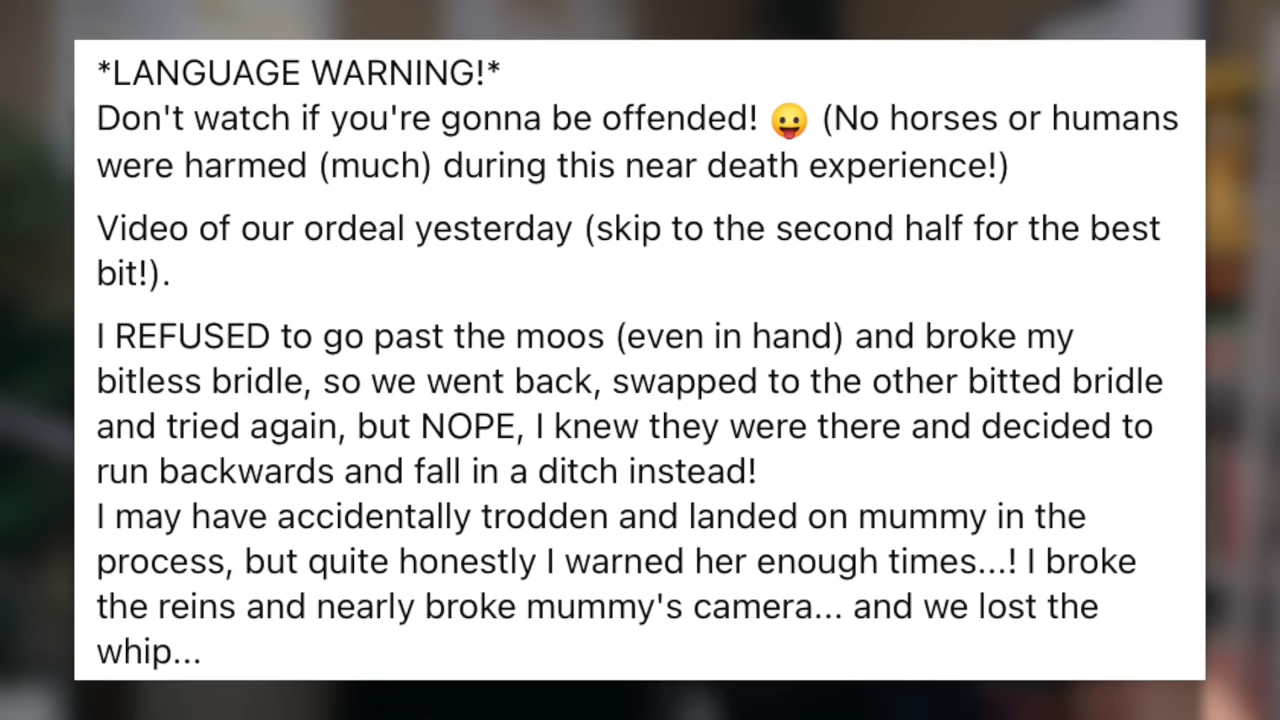 *LANGUAGE WARNING!*
Don't watch if you're gonna be offended! 😛 (No horses or humans
were harmed (much) during this near death experience!)
Video of our ordeal yesterday (skip to the second half for the best
bit!).
I REFUSED to go past the moos (even in hand) and broke my
bitless bridle, so we went back, swapped to the other bitted bridle
and tried again, but NOPE, I knew they were there and decided to
run backwards and fall in a ditch instead!
I may have accidentally trodden and landed on mummy in the
process, but quite honestly I warned her enough times...! I broke
the reins and nearly broke mummy's camera... and we lost the
whip...